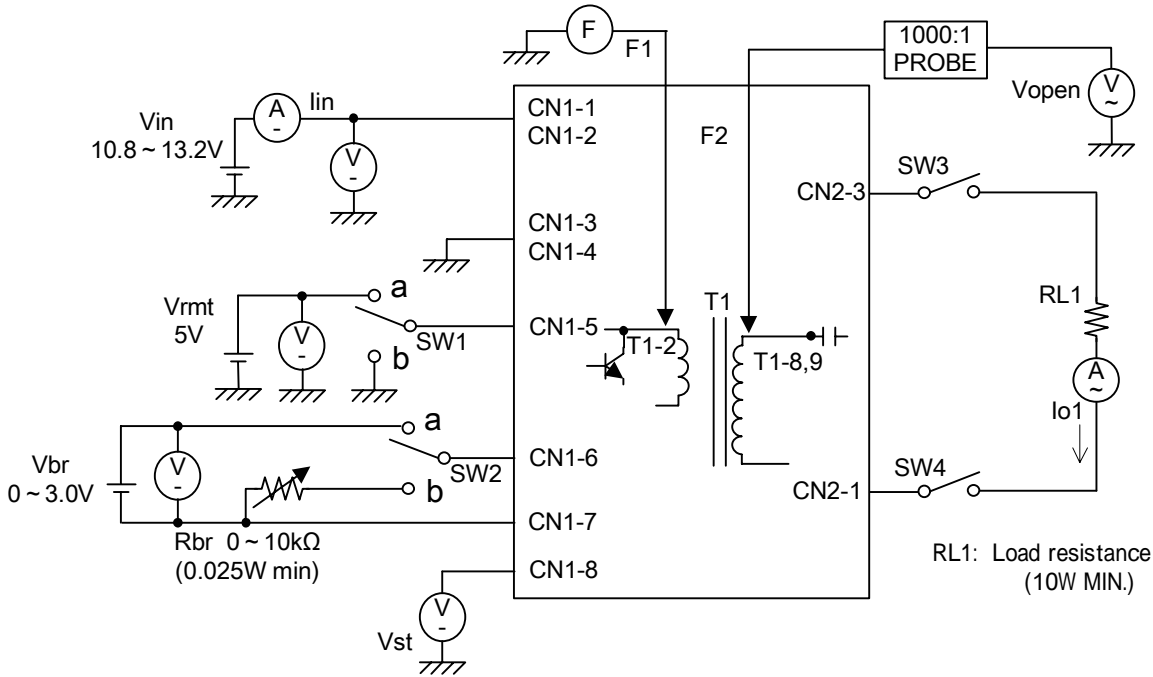 F
F1
1000:1
PROBE
Vopen
V
~
Vin
10.8 ~ 13.2V
A
-
Iin
V
-
CN1-1
CN1-2
F2
CN2-3
SW3
CN1-3
CN1-4
Vrmt
5V
V
-
a
b
SW1
CN1-5
T1-2
T1
T1-8,9
RL1
A
~
Io1
Vbr
0 ~ 3.0V
V
-
a
b
SW2
CN1-6
CN2-1
SW4
Rbr 0 ~ 10kΩ
(0.025W min)
CN1-7
CN1-8
V
-
Vst
RL1: Load resistance
(10W MIN.)